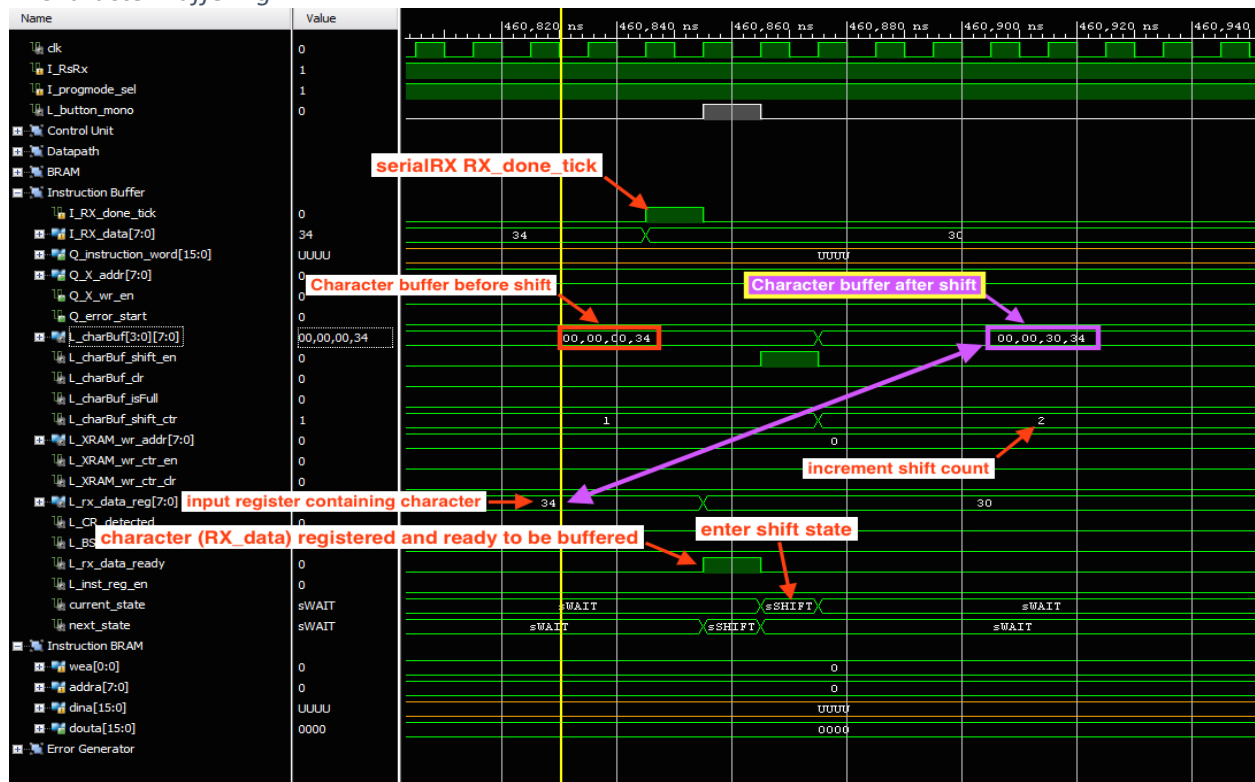 Name Value
460,820 ns 460,840 ns 460,860 ns 460,880 ns 460,900 ns 460,920 ns 460,940
clk 0
I_RsRx 1
I_progmode_sel 1
L_button_mono 0
Control Unit
Datapath
BRAM
serialRX RX_done_tick
Instruction Buffer
I_RX_done_tick 0
I_RX_data[7:0] 34 34 30
Q_instruction_word[15:0] UUUU UUUU
Q_X_addr[7:0] 0
Q_X_wr_en 0 Character buffer before shift Character buffer after shift
Q_error_start 0
L_charBuf[3:0][7:0] 00,00,00,34 00,00,00,34 00,00,30,34
L_charBuf_shift_en 0
L_charBuf_clr 0
L_charBuf_isFull 0
L_charBuf_shift_ctr 1 1 2
L_XRAM_wr_addr[7:0] 0 0
L_XRAM_wr_ctr_en 0 increment shift count
L_XRAM_wr_ctr_clr 0
L_rx_data_reg[7:0] input register containing character 34 30
L_CR_detected 0
L_BS character (RX_data) registered and ready to be buffered enter shift state
L_rx_data_ready 0
L_inst_reg_en 0
current_state sWAIT sWAIT sSHIFT sWAIT
next_state sWAIT sWAIT sSHIFT sWAIT
Instruction BRAM
wea[0:0] 0 0
addra[7:0] 0 0
dina[15:0] UUUU UUUU
douta[15:0] 0000 0000
Error Generator